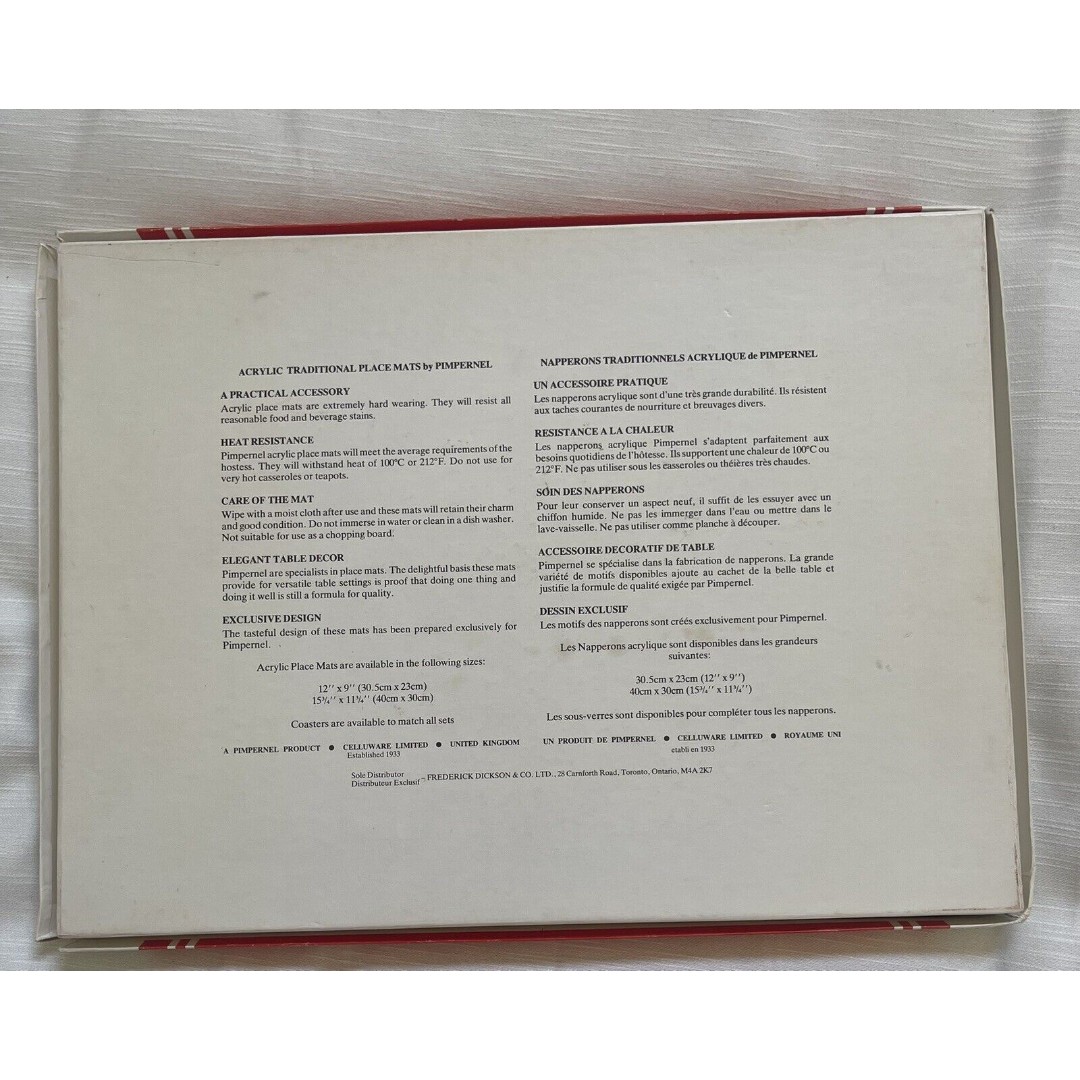 ACRYLIC TRADITIONAL PLACE MATS by PIMPERNEL
A PRACTICAL ACCESSORY
Acrylic place mats are extremely hard wearing. They will resist all
reasonable food and beverage stains.
HEAT RESISTANCE
Pimpernel acrylic place mats will meet the average requirements of the
hostess. They will withstand heat of 100°C or 212°F. Do not use for
very hot casseroles or teapots.
CARE OF THE MAT
Wipe with a moist cloth after use and these mats will retain their charm
and good condition. Do not immerse in water or clean in a dish washer.
Not suitable for use as a chopping board.
ELEGANT TABLE DECOR
Pimpernel are specialists in place mats. The delightful basis these mats
provide for versatile table settings is proof that doing one thing and
doing it well is still a formula for quality.
EXCLUSIVE DESIGN
The tasteful design of these mats has been prepared exclusively for
Pimpernel.
Acrylic Place Mats are available in the following sizes:
12'' x 9'' (30.5cm x 23cm)
15¾'' x 11¾'' (40cm x 30cm)
Coasters are available to match all sets
A PIMPERNEL PRODUCT ● CELLUWARE LIMITED ● UNITED KINGDOM
Established 1933
NAPPERONS TRADITIONNELS ACRYLIQUE de PIMPERNEL
UN ACCESSOIRE PRATIQUE
Les napperons acrylique sont d'une très grande durabilité. Ils résistent
aux taches courantes de nourriture et breuvages divers.
RESISTANCE A LA CHALEUR
Les napperons acrylique Pimpernel s'adaptent parfaitement aux
besoins quotidiens de l'hôtesse. Ils supportent une chaleur de 100°C ou
212°F. Ne pas utiliser sous les casseroles ou théières très chaudes.
SOIN DES NAPPERONS
Pour leur conserver un aspect neuf, il suffit de les essuyer avec un
chiffon humide. Ne pas les immerger dans l'eau ou mettre dans le
lave-vaisselle. Ne pas utiliser comme planche à découper.
ACCESSOIRE DECORATIF DE TABLE
Pimpernel se spécialise dans la fabrication de napperons. La grande
variété de motifs disponibles ajoute au cachet de la belle table et
justifie la formule de qualité exigée par Pimpernel.
DESSIN EXCLUSIF
Les motifs des napperons sont créés exclusivement pour Pimpernel.
Les Napperons acrylique sont disponibles dans les grandeurs
suivantes:
30.5cm x 23cm (12'' x 9'')
40cm x 30cm (15¾'' x 11¾'')
Les sous-verres sont disponibles pour compléter tous les napperons.
UN PRODUIT DE PIMPERNEL ● CELLUWARE LIMITED ● ROYAUME UNI
etabli en 1933
Sole Distributor
Distributeur Exclusif – FREDERICK DICKSON & CO. LTD., 28 Carnforth Road, Toronto, Ontario, M4A 2K7